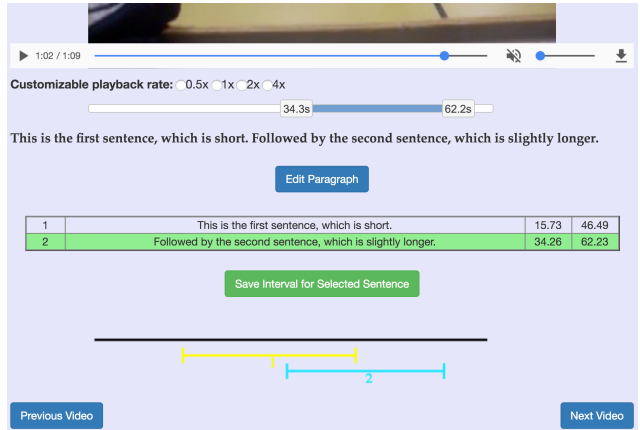 1:02 / 1:09
Customizable playback rate: 0.5x 1x 2x 4x
34.3s 62.2s
This is the first sentence, which is short. Followed by the second sentence, which is slightly longer.
Edit Paragraph
1 This is the first sentence, which is short. 15.73 46.49
2 Followed by the second sentence, which is slightly longer. 34.26 62.23
Save Interval for Selected Sentence
1
2
Previous Video Next Video